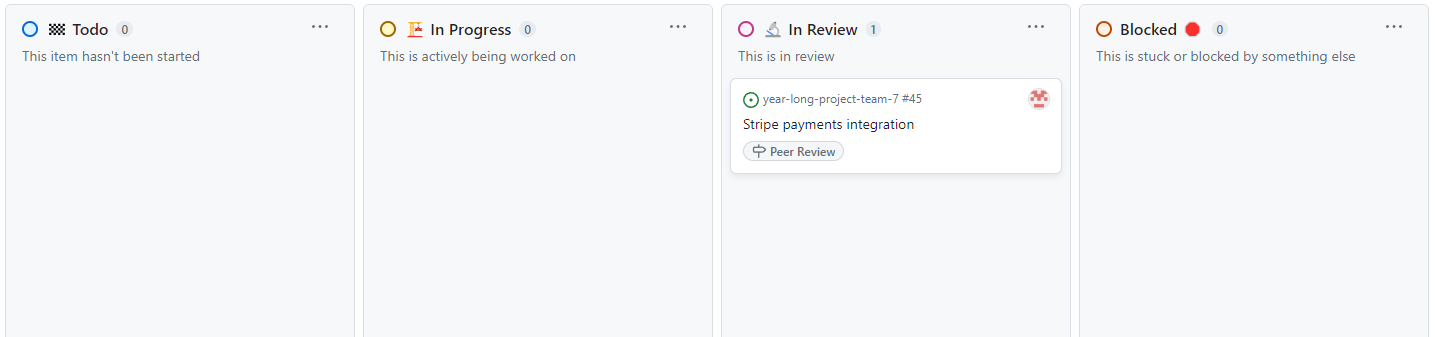 Todo 0
This item hasn't been started
In Progress 0
This is actively being worked on
In Review 1
This is in review
year-long-project-team-7 #45
Stripe payments integration
Peer Review
Blocked 0
This is stuck or blocked by something else